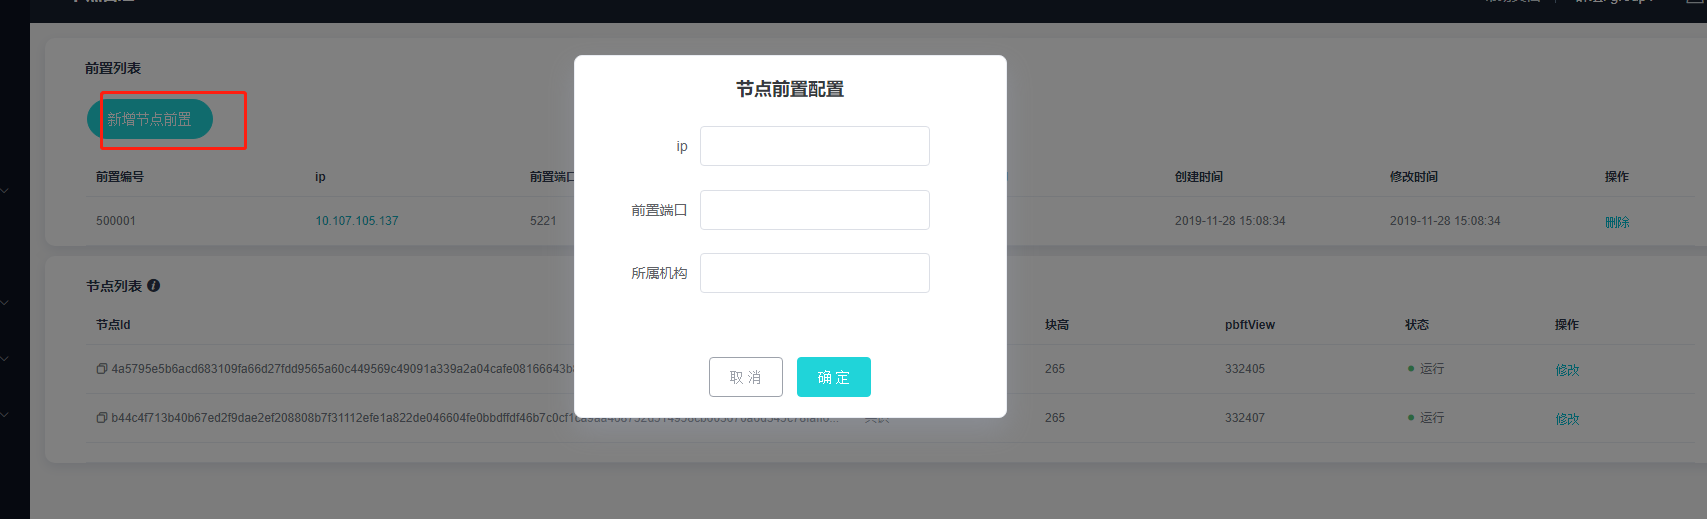 前置列表
新增节点前置
前置编号 ip 前置端口 创建时间 修改时间 操作
500001 10.107.105.137 5221 2019-11-28 15:08:34 2019-11-28 15:08:34 删除
节点列表
节点Id 块高 pbftView 状态 操作
4a5795e5b6acd683109fa66d27fdd9565a60c449569c49091a339a2a04cafe08166643b 265 332405 运行 修改
b44c4f713b40b67ed2f9dae2ef208808b7f31112efe1a822de046604fe0bbdffdf46b7c0cf1 265 332407 运行 修改
节点前置配置
ip
前置端口
所属机构
取消 确定